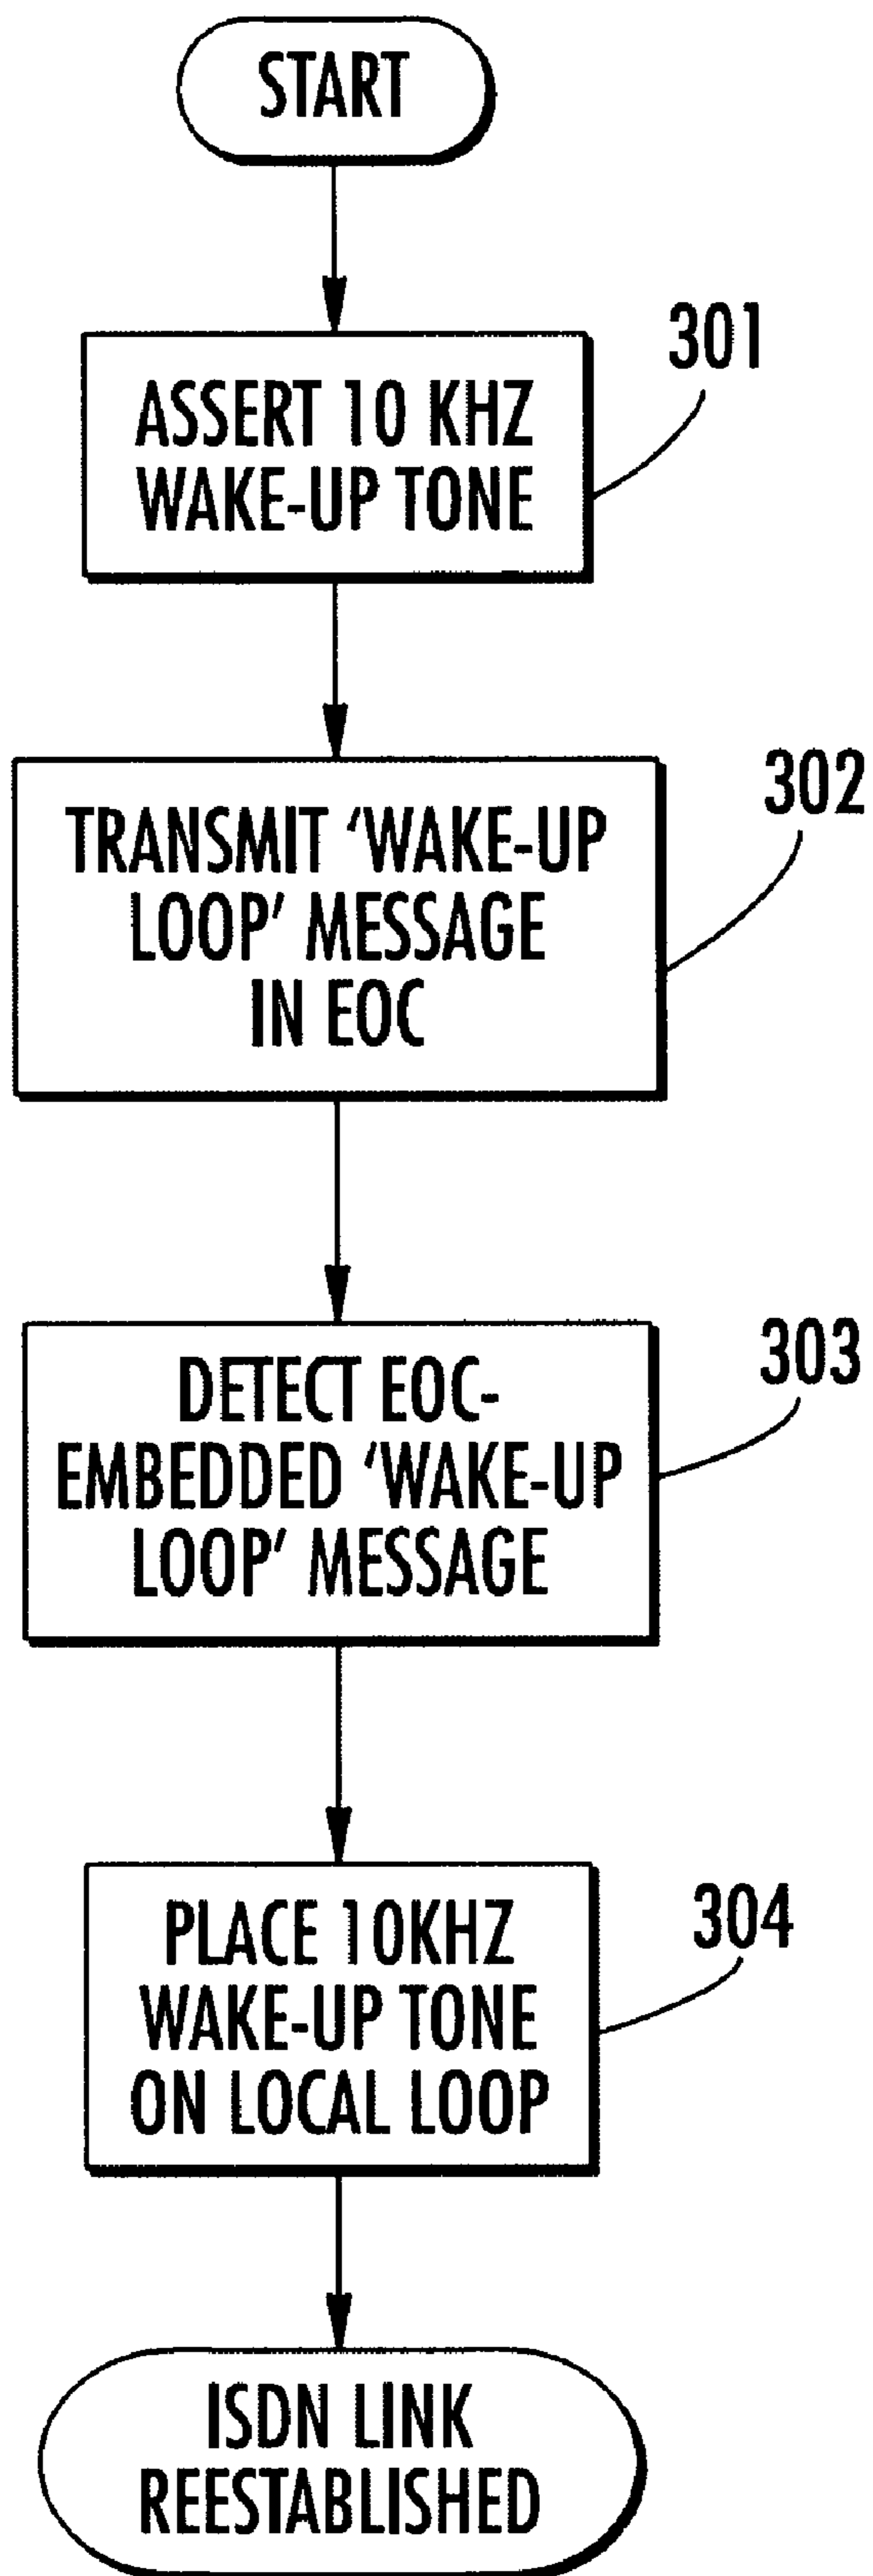 START
301
ASSERT 10 KHZ
WAKE-UP TONE
302
TRANSMIT ‘WAKE-UP
LOOP’ MESSAGE
IN EOC
303
DETECT EOC-
EMBEDDED ‘WAKE-UP
LOOP’ MESSAGE
304
PLACE 10KHZ
WAKE-UP TONE
ON LOCAL LOOP
ISDN LINK
REESTABLISHED